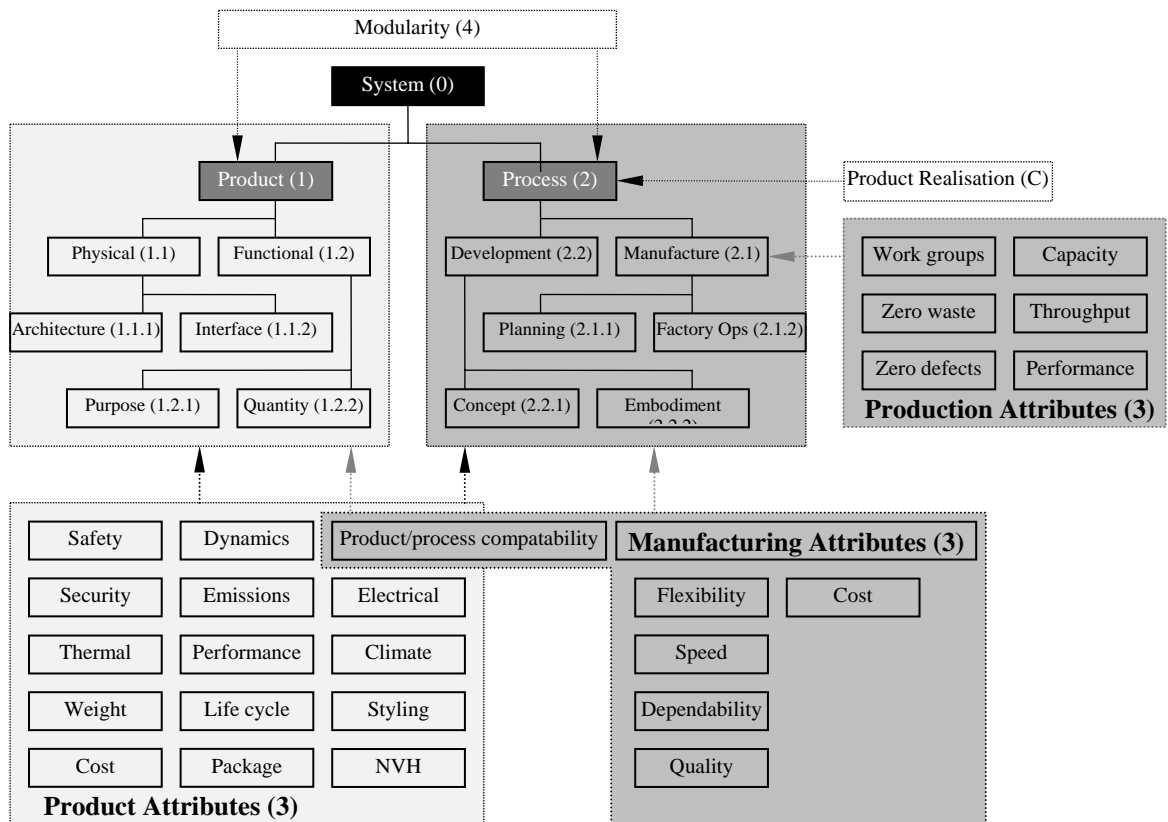 Modularity (4)
System (0)
Product (1)
Process (2)
Product Realisation (C)
Physical (1.1)
Functional (1.2)
Development (2.2)
Manufacture (2.1)
Work groups
Capacity
Architecture (1.1.1)
Interface (1.1.2)
Planning (2.1.1)
Factory Ops (2.1.2)
Zero waste
Throughput
Purpose (1.2.1)
Quantity (1.2.2)
Concept (2.2.1)
Embodiment
(2.2.2)
Zero defects
Performance
Production Attributes (3)
Safety
Dynamics
Product/process compatability
Manufacturing Attributes (3)
Security
Emissions
Electrical
Flexibility
Cost
Thermal
Performance
Climate
Speed
Weight
Life cycle
Styling
Dependability
Cost
Package
NVH
Quality
Product Attributes (3)